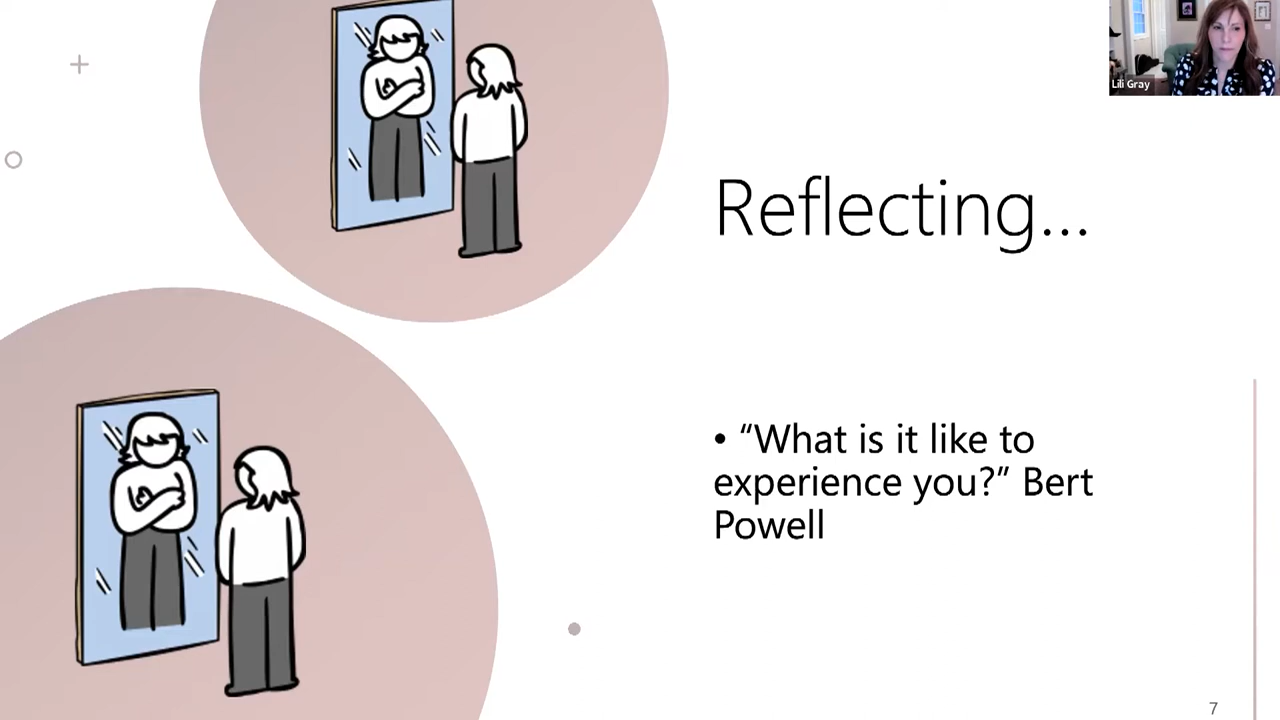 Lili Gray
Reflecting...
• “What is it like to
experience you?” Bert
Powell
7